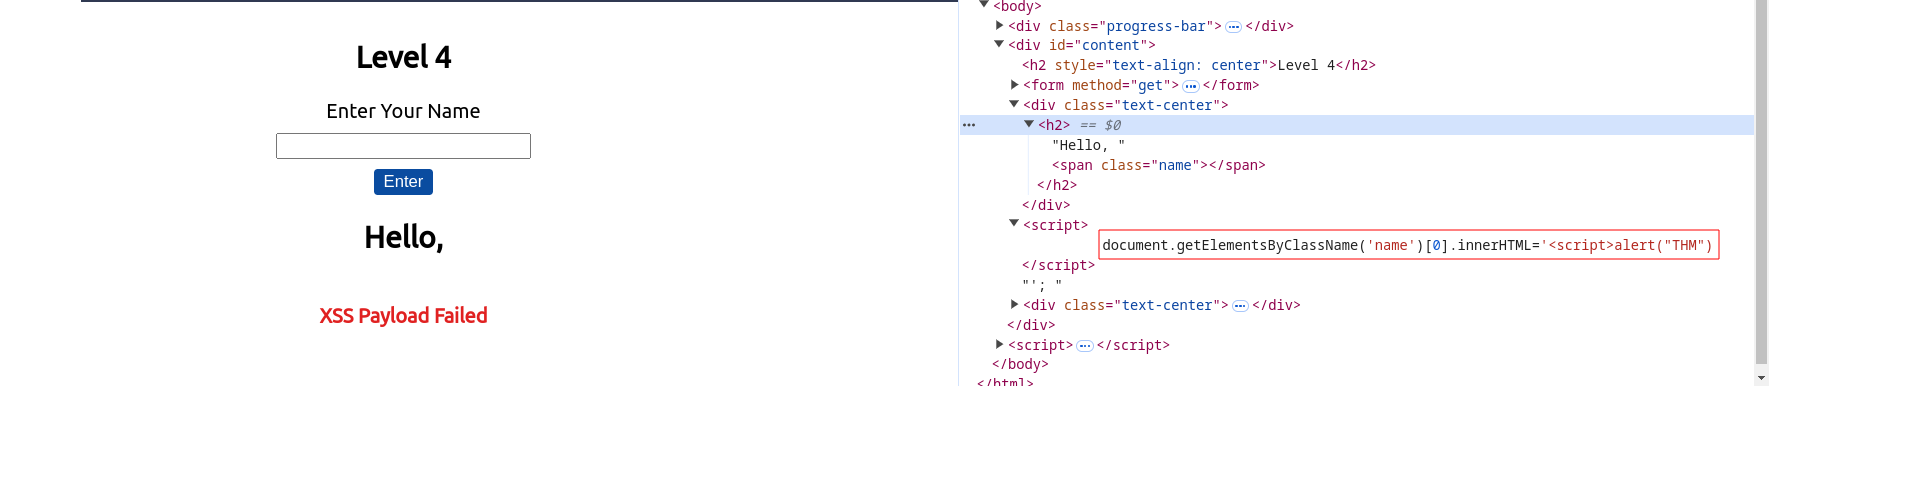 Level 4
Enter Your Name
Enter
Hello,
XSS Payload Failed
<body>
<div class="progress-bar">…</div>
<div id="content">
<h2 style="text-align: center">Level 4</h2>
<form method="get">…</form>
<div class="text-center">
…<h2> == $0
"Hello, "
<span class="name"></span>
</h2>
</div>
<script>
document.getElementsByClassName('name')[0].innerHTML='<script>alert("THM")
</script>
"'; "
<div class="text-center">…</div>
</div>
<script>…</script>
</body>
</html>